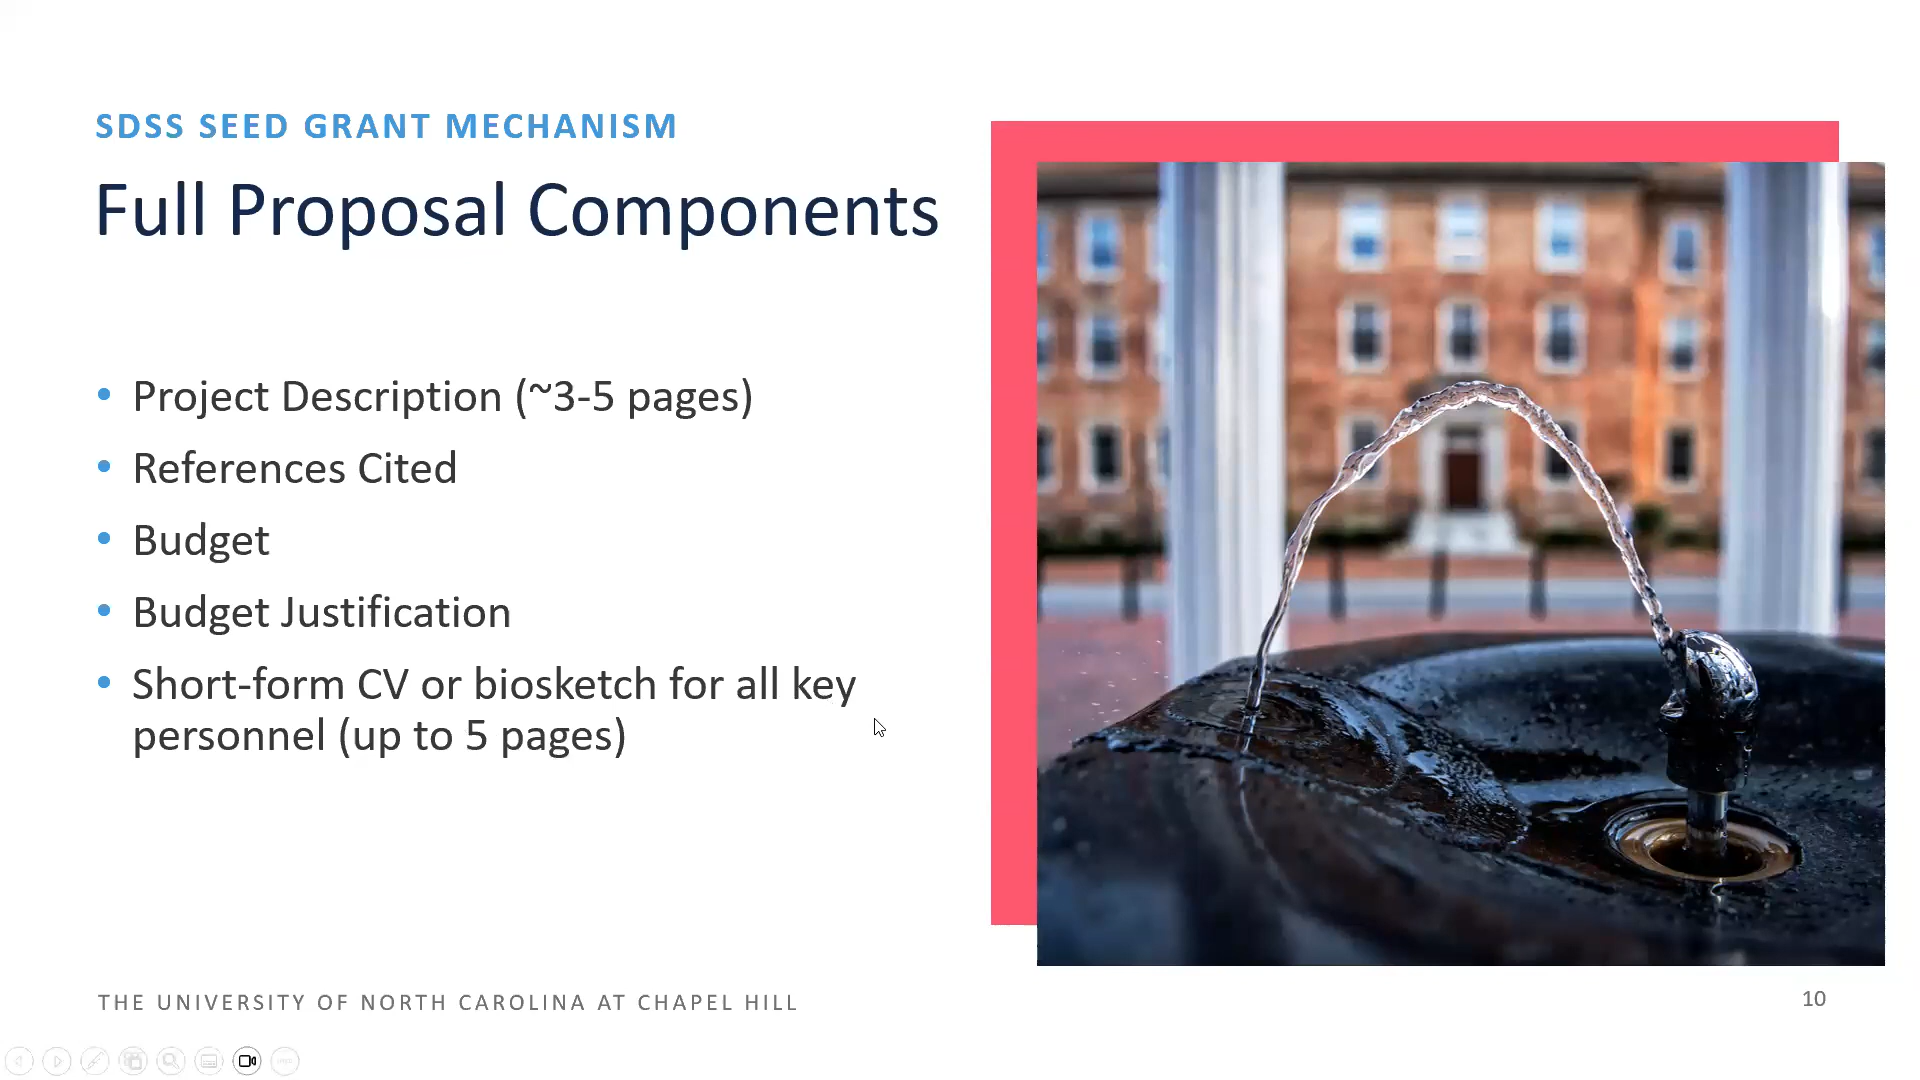 SDSS SEED GRANT MECHANISM
Full Proposal Components
• Project Description (~3-5 pages)
• References Cited
• Budget
• Budget Justification
• Short-form CV or biosketch for all key
personnel (up to 5 pages)
THE UNIVERSITY OF NORTH CAROLINA AT CHAPEL HILL
10